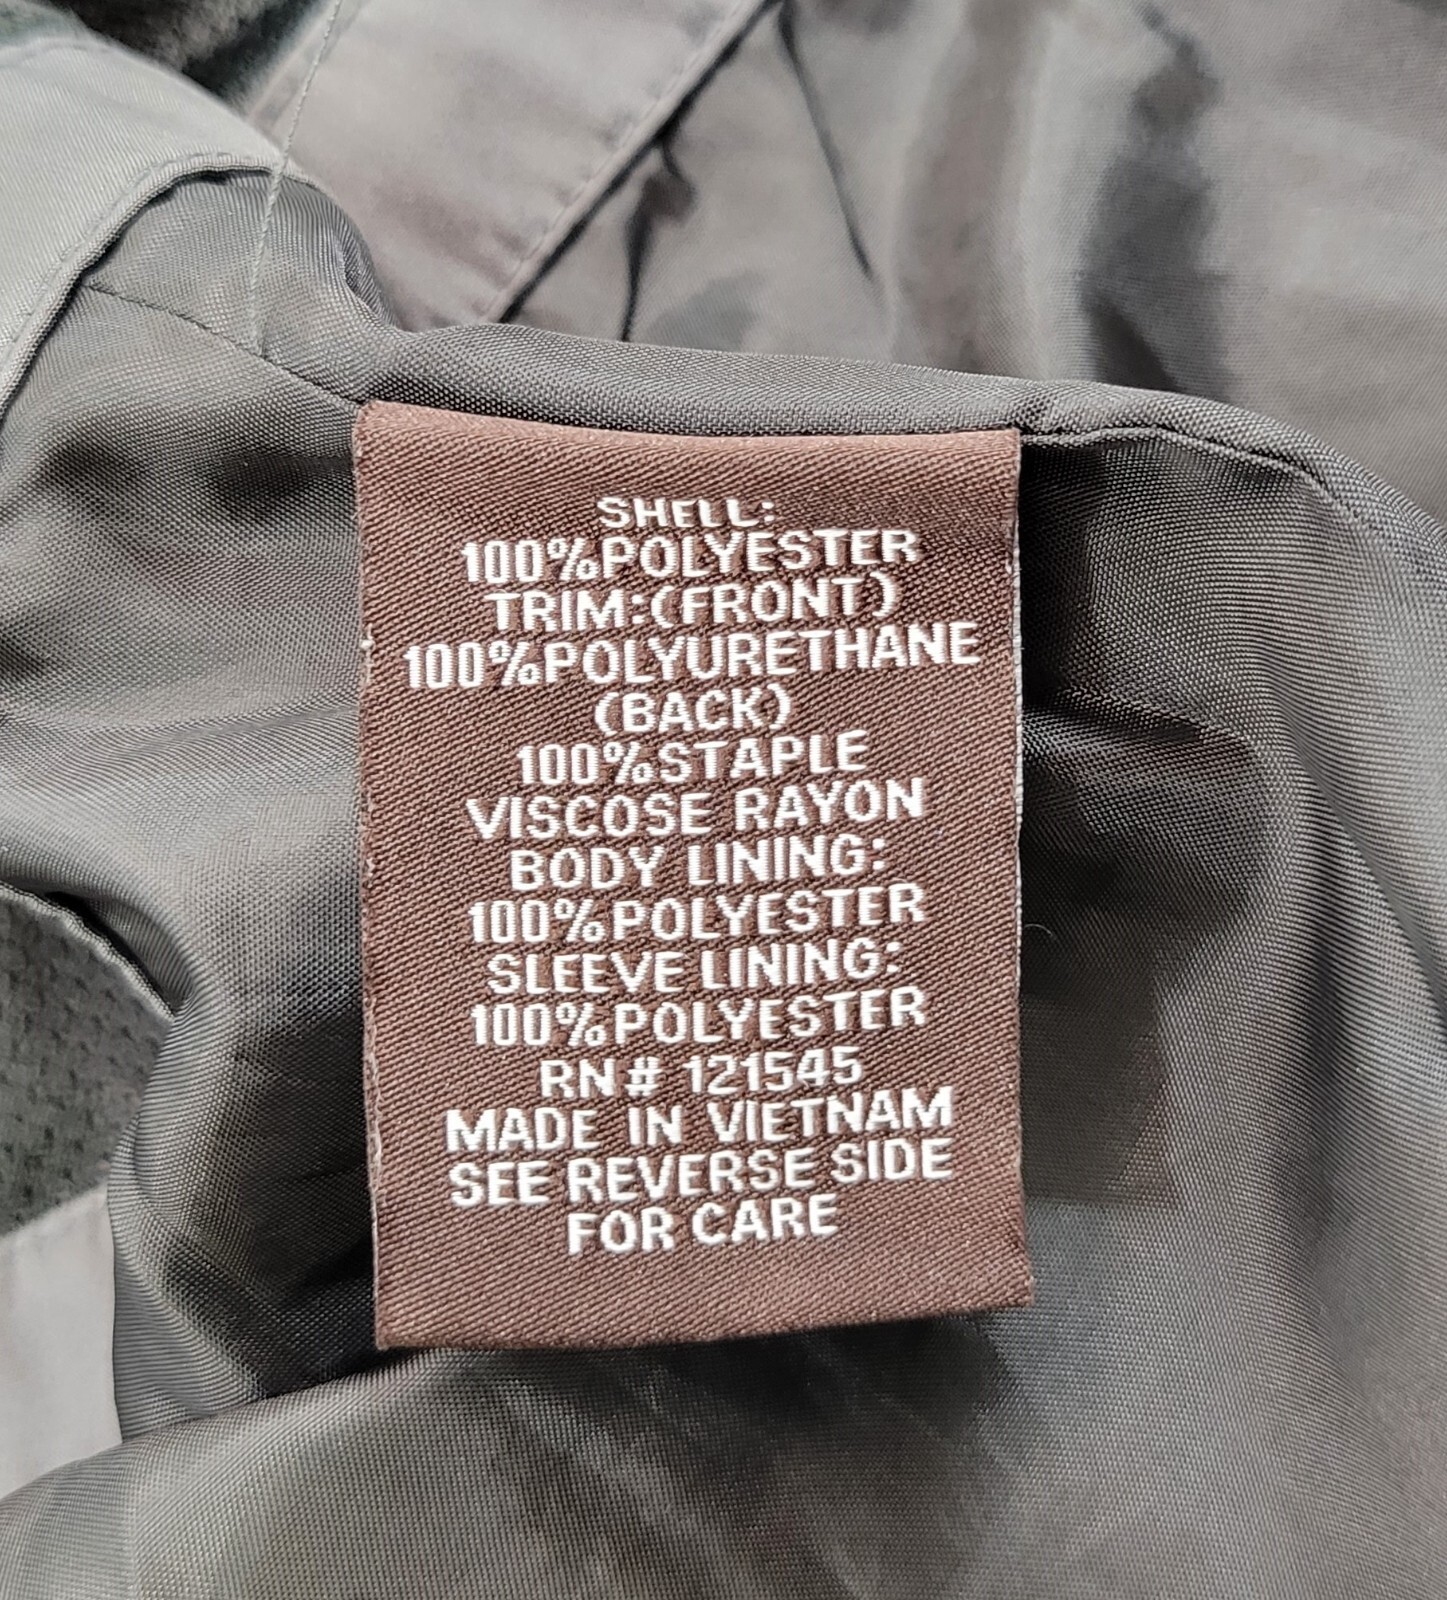 SHELL:
100%POLYESTER
TRIM:(FRONT)
100%POLYURETHANE
(BACK)
100%STAPLE
VISCOSE RAYON
BODY LINING:
100%POLYESTER
SLEEVE LINING:
100%POLYESTER
RN# 121545
MADE IN VIETNAM
SEE REVERSE SIDE
FOR CARE